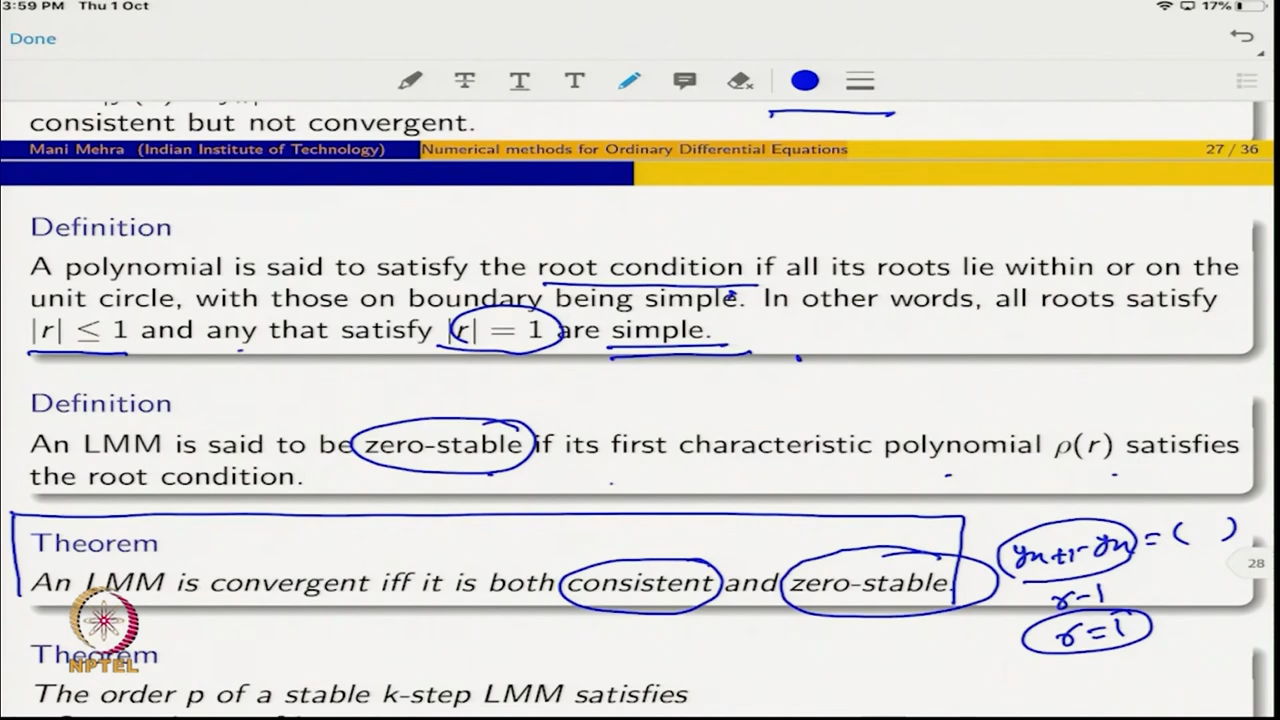 3:59 PM Thu 1 Oct
17%
Done
consistent but not convergent.
Mani Mehra (Indian Institute of Technology) Numerical methods for Ordinary Differential Equations 27 / 36
Definition
A polynomial is said to satisfy the root condition if all its roots lie within or on the
unit circle, with those on boundary being simple. In other words, all roots satisfy
|r| ≤ 1 and any that satisfy |r| = 1 are simple.
Definition
An LMM is said to be zero-stable if its first characteristic polynomial ρ(r) satisfies
the root condition.
Theorem
An LMM is convergent iff it is both consistent and zero-stable.
yn+1-yn = ( )
r-1
r=1
28
NPTEL
Theorem
The order p of a stable k-step LMM satisfies